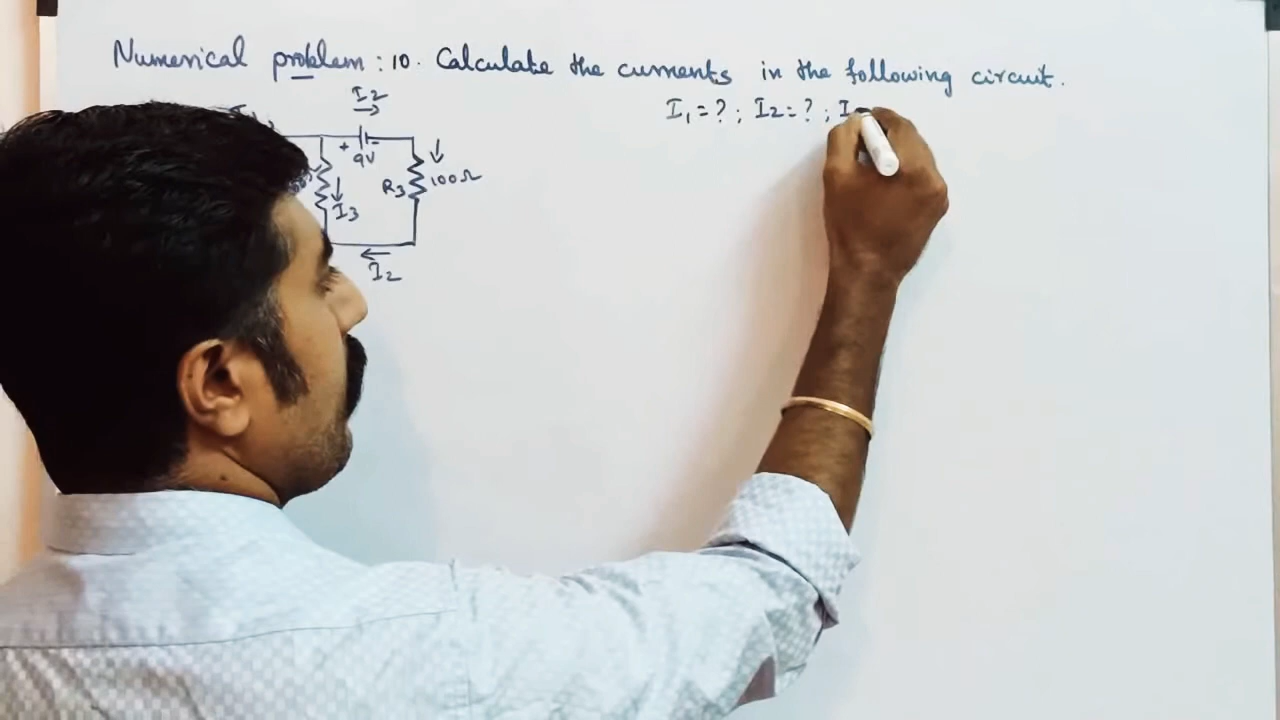 Numerical problem : 10. Calculate the currents in the following circuit.
I₁ = ? ; I₂ = ? ; I
I₂
+ -
9V
R₃ 100Ω
I₃
I₂